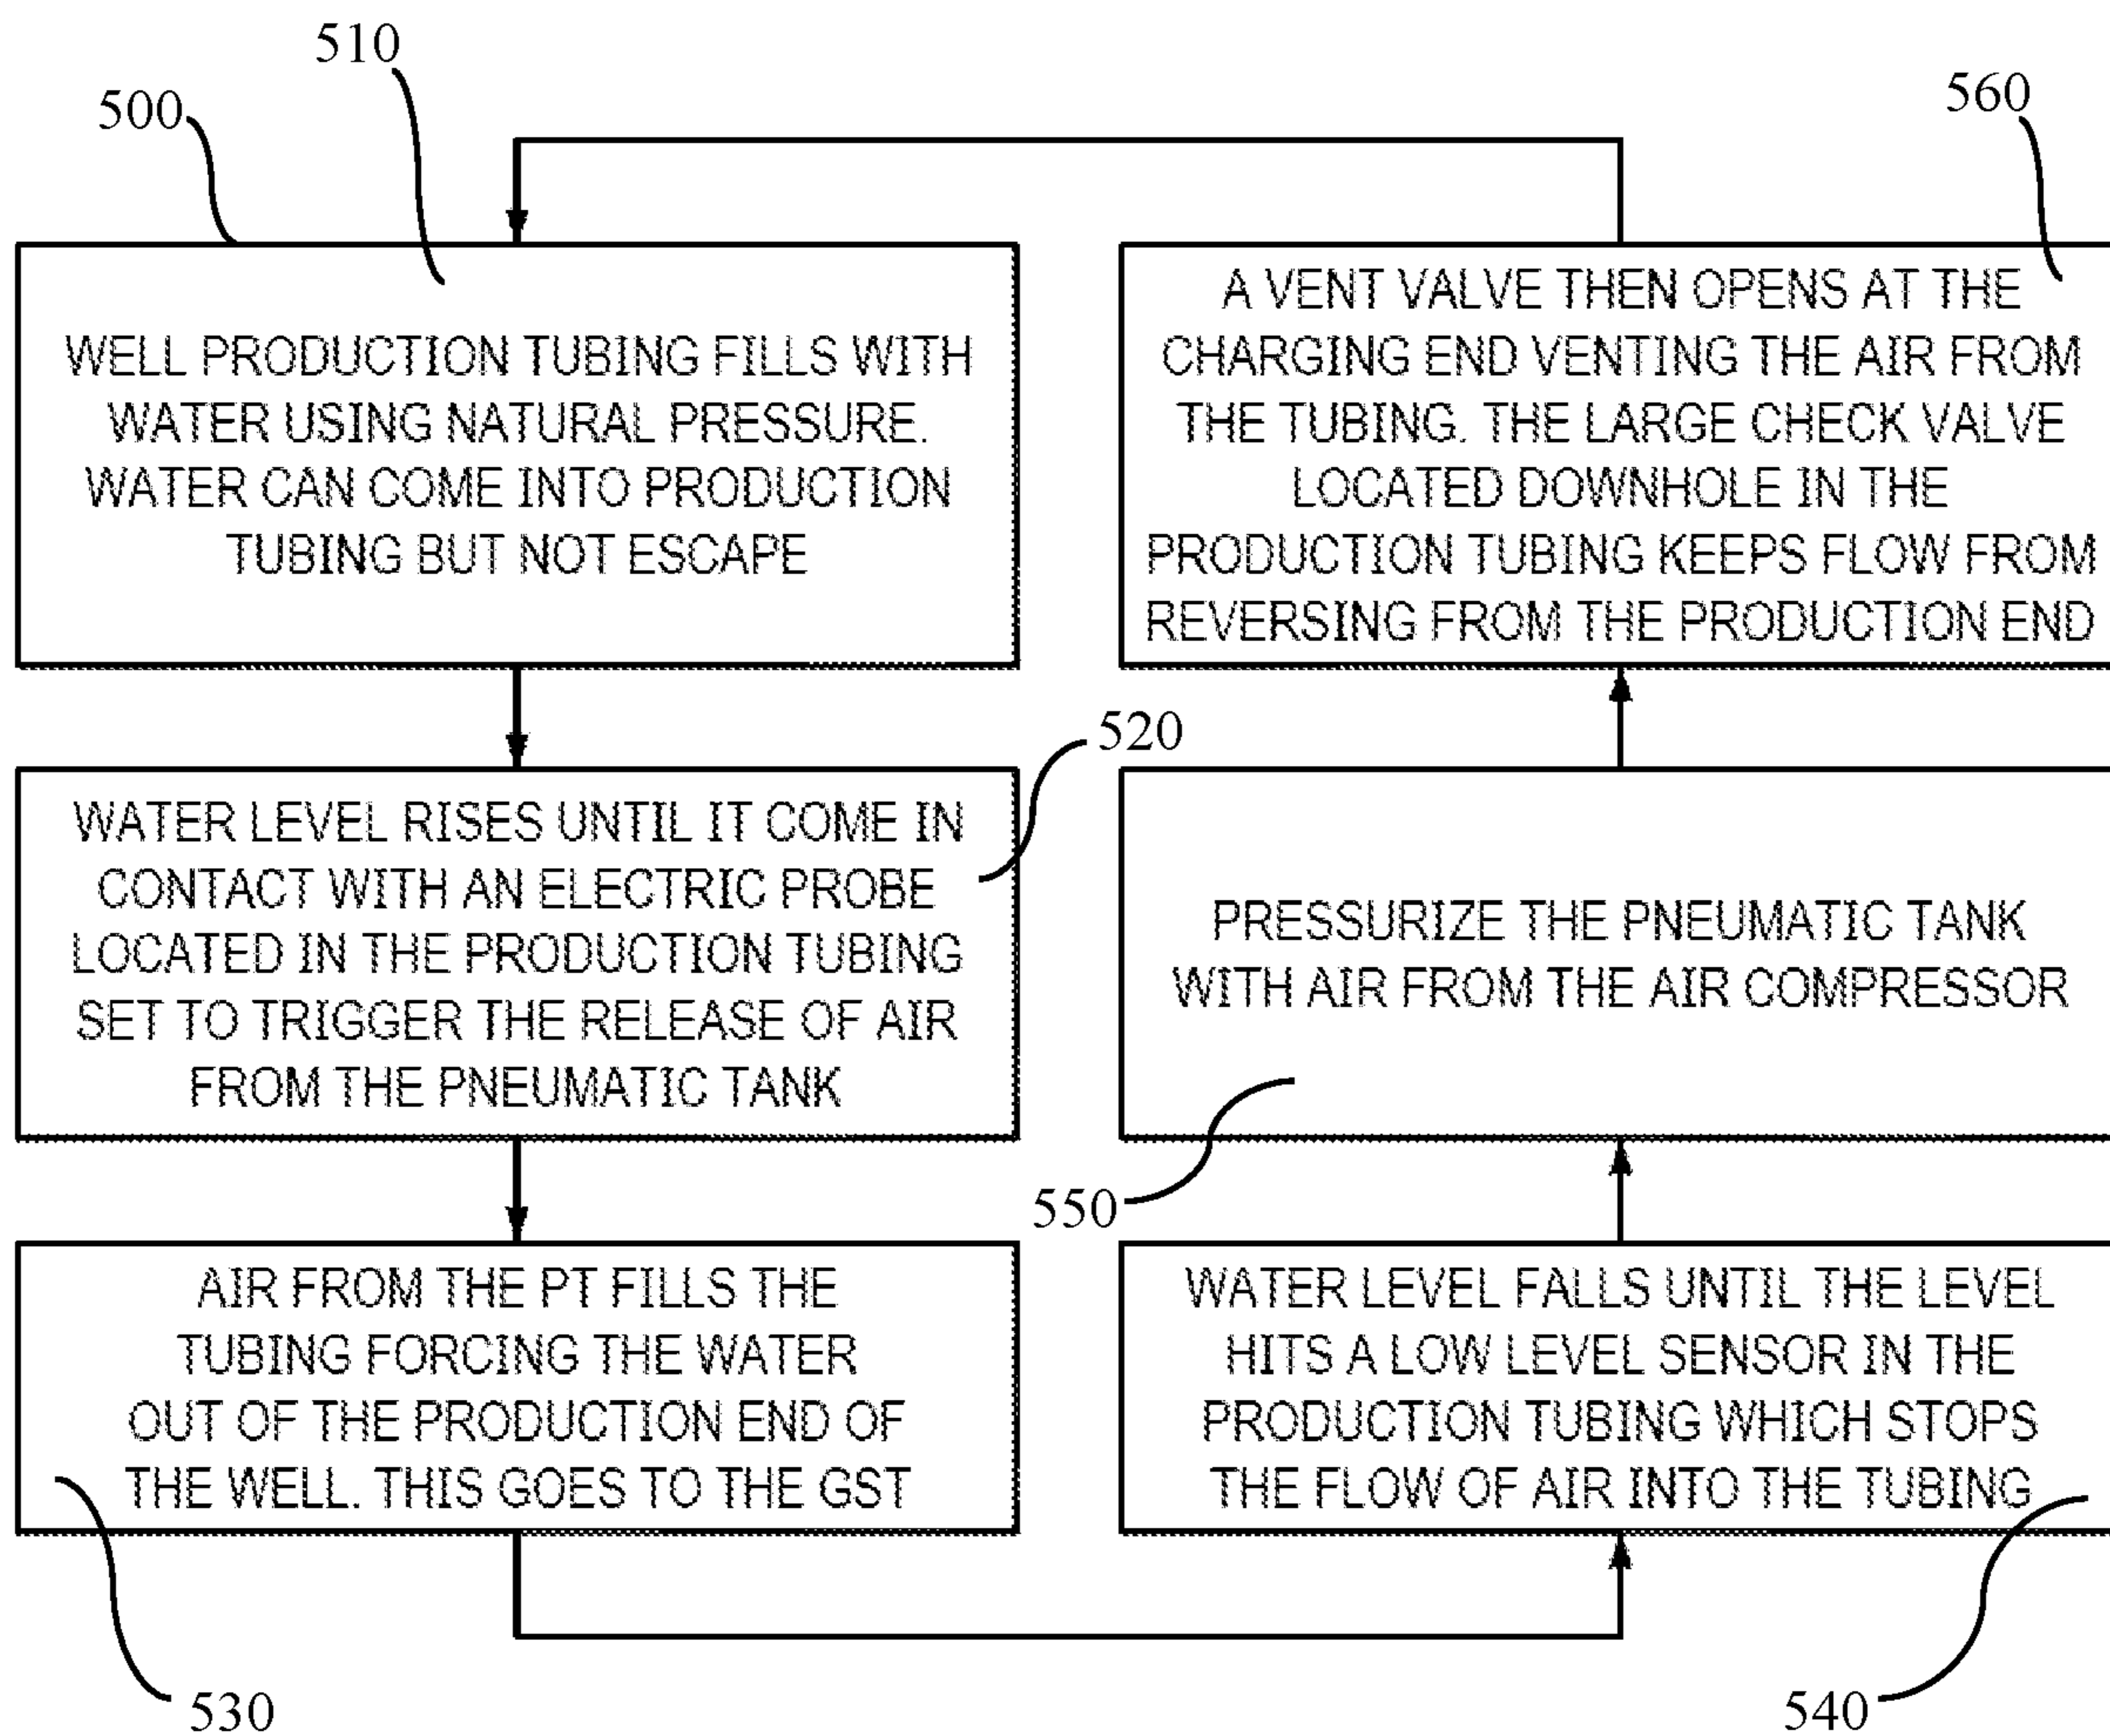 510
500
560
WELL PRODUCTION TUBING FILLS WITH
WATER USING NATURAL PRESSURE.
WATER CAN COME INTO PRODUCTION
TUBING BUT NOT ESCAPE
520
WATER LEVEL RISES UNTIL IT COME IN
CONTACT WITH AN ELECTRIC PROBE
LOCATED IN THE PRODUCTION TUBING
SET TO TRIGGER THE RELEASE OF AIR
FROM THE PNEUMATIC TANK
AIR FROM THE PT FILLS THE
TUBING FORCING THE WATER
OUT OF THE PRODUCTION END OF
THE WELL. THIS GOES TO THE GST
530
WATER LEVEL FALLS UNTIL THE LEVEL
HITS A LOW LEVEL SENSOR IN THE
PRODUCTION TUBING WHICH STOPS
THE FLOW OF AIR INTO THE TUBING
540
PRESSURIZE THE PNEUMATIC TANK
WITH AIR FROM THE AIR COMPRESSOR
550
A VENT VALVE THEN OPENS AT THE
CHARGING END VENTING THE AIR FROM
THE TUBING. THE LARGE CHECK VALVE
LOCATED DOWNHOLE IN THE
PRODUCTION TUBING KEEPS FLOW FROM
REVERSING FROM THE PRODUCTION END